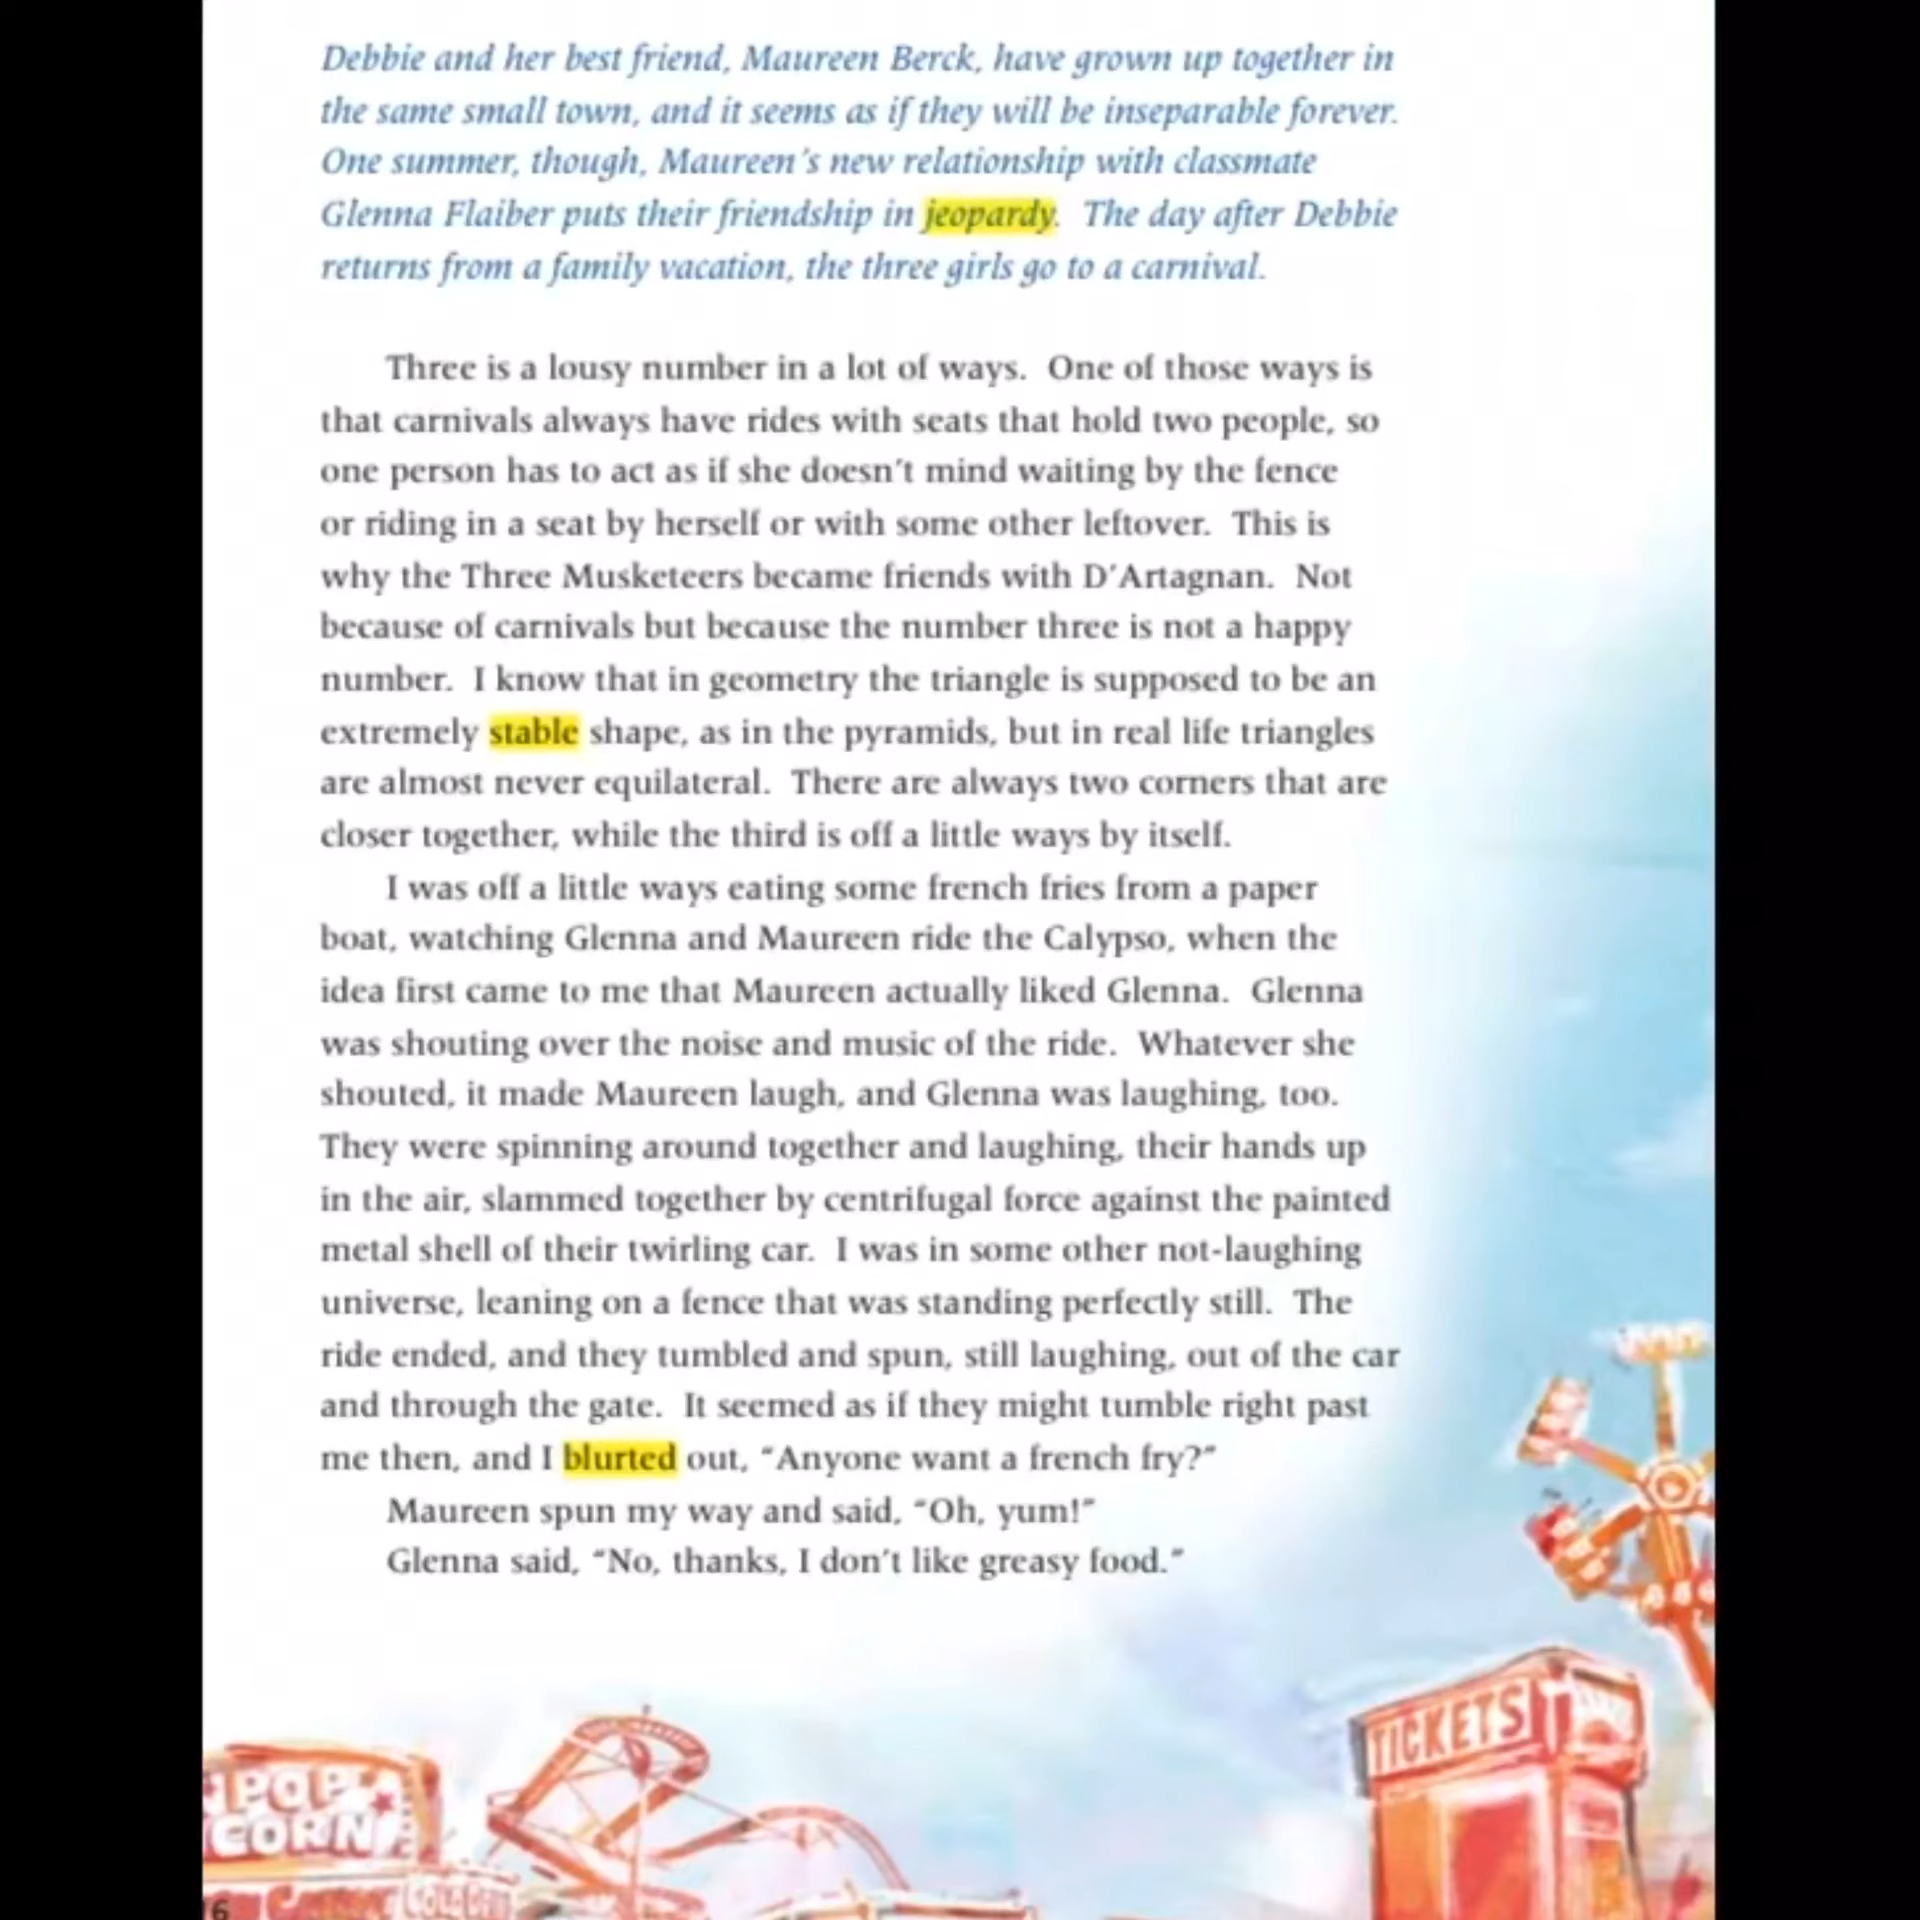 Debbie and her best friend, Maureen Berck, have grown up together in
the same small town, and it seems as if they will be inseparable forever.
One summer, though, Maureen's new relationship with classmate
Glenna Flaiber puts their friendship in jeopardy. The day after Debbie
returns from a family vacation, the three girls go to a carnival.
Three is a lousy number in a lot of ways. One of those ways is
that carnivals always have rides with seats that hold two people, so
one person has to act as if she doesn't mind waiting by the fence
or riding in a seat by herself or with some other leftover. This is
why the Three Musketeers became friends with D'Artagnan. Not
because of carnivals but because the number three is not a happy
number. I know that in geometry the triangle is supposed to be an
extremely stable shape, as in the pyramids, but in real life triangles
are almost never equilateral. There are always two corners that are
closer together, while the third is off a little ways by itself.
I was off a little ways eating some french fries from a paper
boat, watching Glenna and Maureen ride the Calypso, when the
idea first came to me that Maureen actually liked Glenna. Glenna
was shouting over the noise and music of the ride. Whatever she
shouted, it made Maureen laugh, and Glenna was laughing, too.
They were spinning around together and laughing, their hands up
in the air, slammed together by centrifugal force against the painted
metal shell of their twirling car. I was in some other not-laughing
universe, leaning on a fence that was standing perfectly still. The
ride ended, and they tumbled and spun, still laughing, out of the car
and through the gate. It seemed as if they might tumble right past
me then, and I blurted out, "Anyone want a french fry?"
Maureen spun my way and said, "Oh, yum!"
Glenna said, "No, thanks, I don't like greasy food."
TICKETS
POP
CORN
6